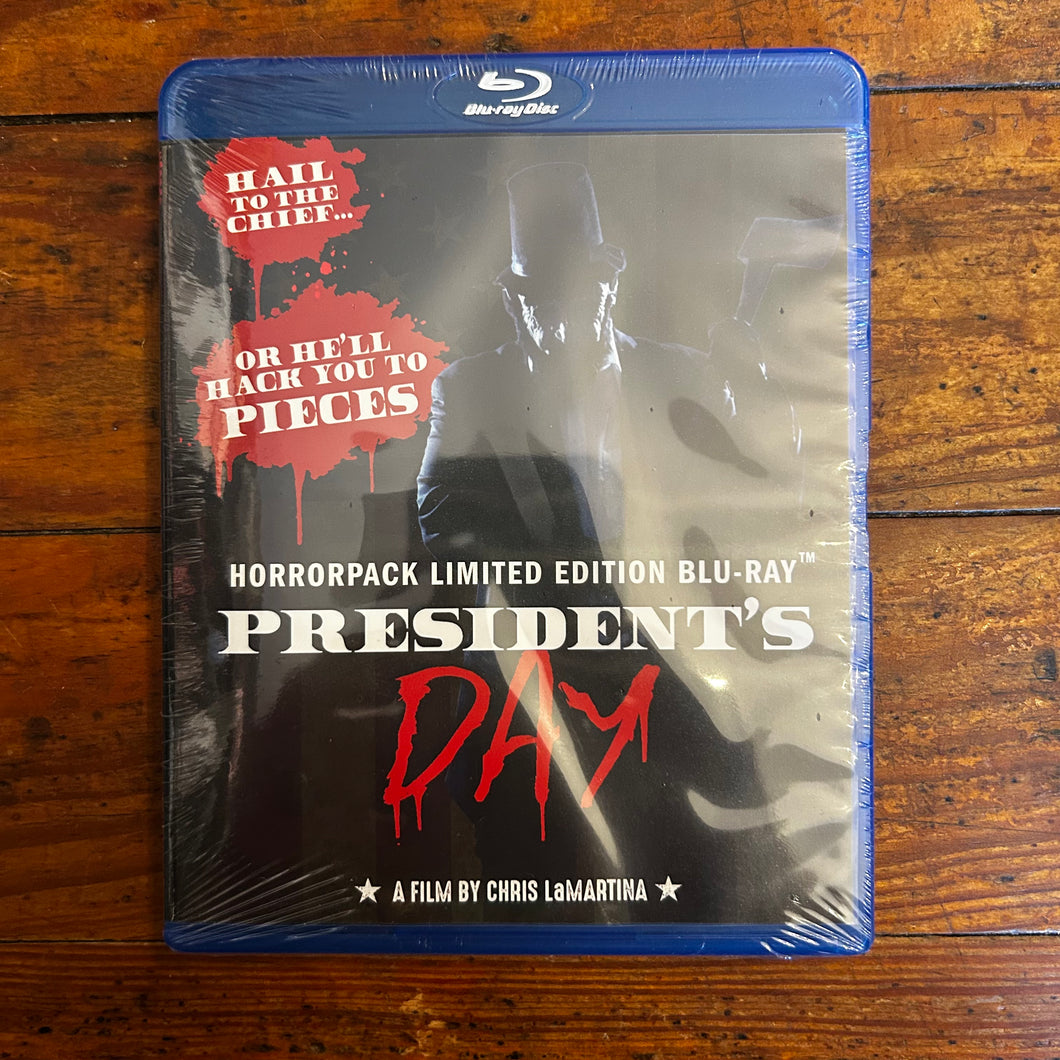 Blu-ray Disc
HAIL
TO THE
CHIEF...
OR HE'LL
HACK YOU TO
PIECES
HORRORPACK LIMITED EDITION BLU-RAY™
PRESIDENT'S
DAY
★ A FILM BY CHRIS LaMARTINA ★